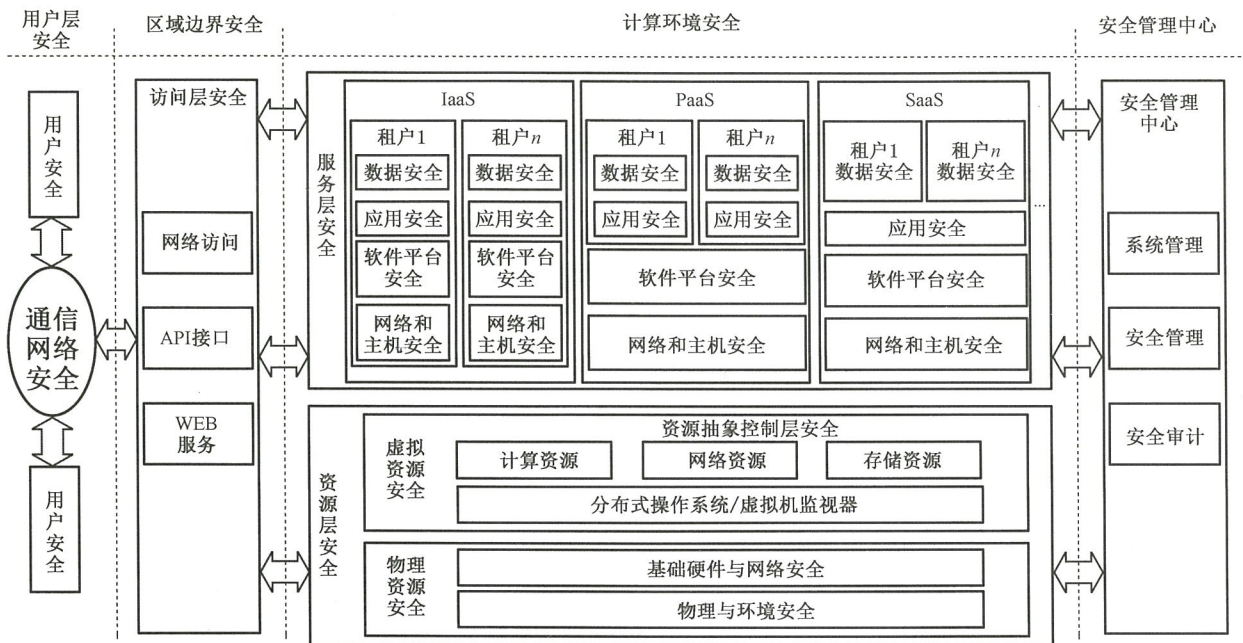 用户层
安全
区域边界安全
计算环境安全
安全管理中心
用户安全
通信
网络
安全
用户安全
访问层安全
网络访问
API接口
WEB
服务
服务层安全
IaaS
租户1
数据安全
应用安全
软件平台
安全
网络和
主机安全
租户n
数据安全
应用安全
软件平台
安全
网络和
主机安全
PaaS
租户1
数据安全
应用安全
租户n
数据安全
应用安全
软件平台安全
网络和主机安全
SaaS
租户1
数据安全
租户n
数据安全
应用安全
软件平台安全
网络和主机安全
...
资源层安全
虚拟
资源
安全
资源抽象控制层安全
计算资源
网络资源
存储资源
分布式操作系统/虚拟机监视器
物理
资源
安全
基础硬件与网络安全
物理与环境安全
安全管理
中心
系统管理
安全管理
安全审计